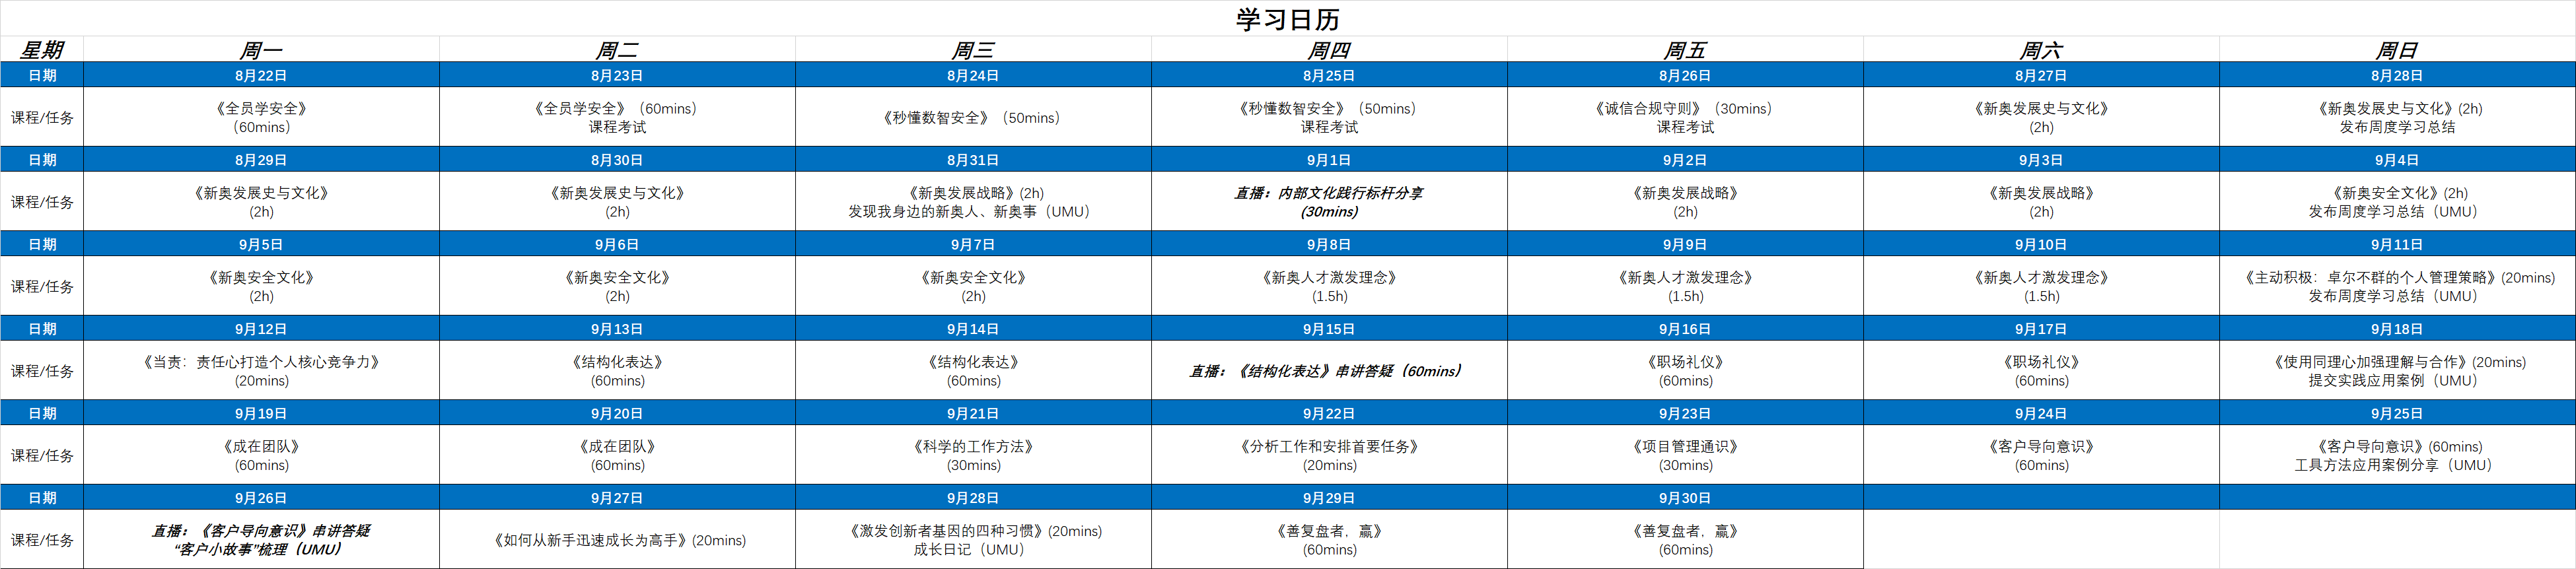 学习日历
星期 周一 周二 周三 周四 周五 周六 周日
日期 8月22日 8月23日 8月24日 8月25日 8月26日 8月27日 8月28日
课程/任务
《全员学安全》
（60mins）
《全员学安全》（60mins）
课程考试
《秒懂数智安全》（50mins）
《秒懂数智安全》（50mins）
课程考试
《诚信合规守则》（30mins）
课程考试
《新奥发展史与文化》
(2h)
《新奥发展史与文化》(2h)
发布周度学习总结
日期 8月29日 8月30日 8月31日 9月1日 9月2日 9月3日 9月4日
课程/任务
《新奥发展史与文化》
(2h)
《新奥发展史与文化》
(2h)
《新奥发展战略》(2h)
发现我身边的新奥人、新奥事（UMU）
直播：内部文化践行标杆分享
(30mins)
《新奥发展战略》
(2h)
《新奥发展战略》
(2h)
《新奥安全文化》(2h)
发布周度学习总结（UMU）
日期 9月5日 9月6日 9月7日 9月8日 9月9日 9月10日 9月11日
课程/任务
《新奥安全文化》
(2h)
《新奥安全文化》
(2h)
《新奥安全文化》
(2h)
《新奥人才激发理念》
(1.5h)
《新奥人才激发理念》
(1.5h)
《新奥人才激发理念》
(1.5h)
《主动积极：卓尔不群的个人管理策略》(20mins)
发布周度学习总结（UMU）
日期 9月12日 9月13日 9月14日 9月15日 9月16日 9月17日 9月18日
课程/任务
《当责：责任心打造个人核心竞争力》
(20mins)
《结构化表达》
(60mins)
《结构化表达》
(60mins)
直播：《结构化表达》串讲答疑（60mins）
《职场礼仪》
(60mins)
《职场礼仪》
(60mins)
《使用同理心加强理解与合作》(20mins)
提交实践应用案例（UMU）
日期 9月19日 9月20日 9月21日 9月22日 9月23日 9月24日 9月25日
课程/任务
《成在团队》
(60mins)
《成在团队》
(60mins)
《科学的工作方法》
(30mins)
《分析工作和安排首要任务》
(20mins)
《项目管理通识》
(30mins)
《客户导向意识》
(60mins)
《客户导向意识》(60mins)
工具方法应用案例分享（UMU）
日期 9月26日 9月27日 9月28日 9月29日 9月30日
课程/任务
直播：《客户导向意识》串讲答疑
“客户小故事”梳理（UMU）
《如何从新手迅速成长为高手》(20mins)
《激发创新者基因的四种习惯》(20mins)
成长日记（UMU）
《善复盘者，赢》
(60mins)
《善复盘者，赢》
(60mins)